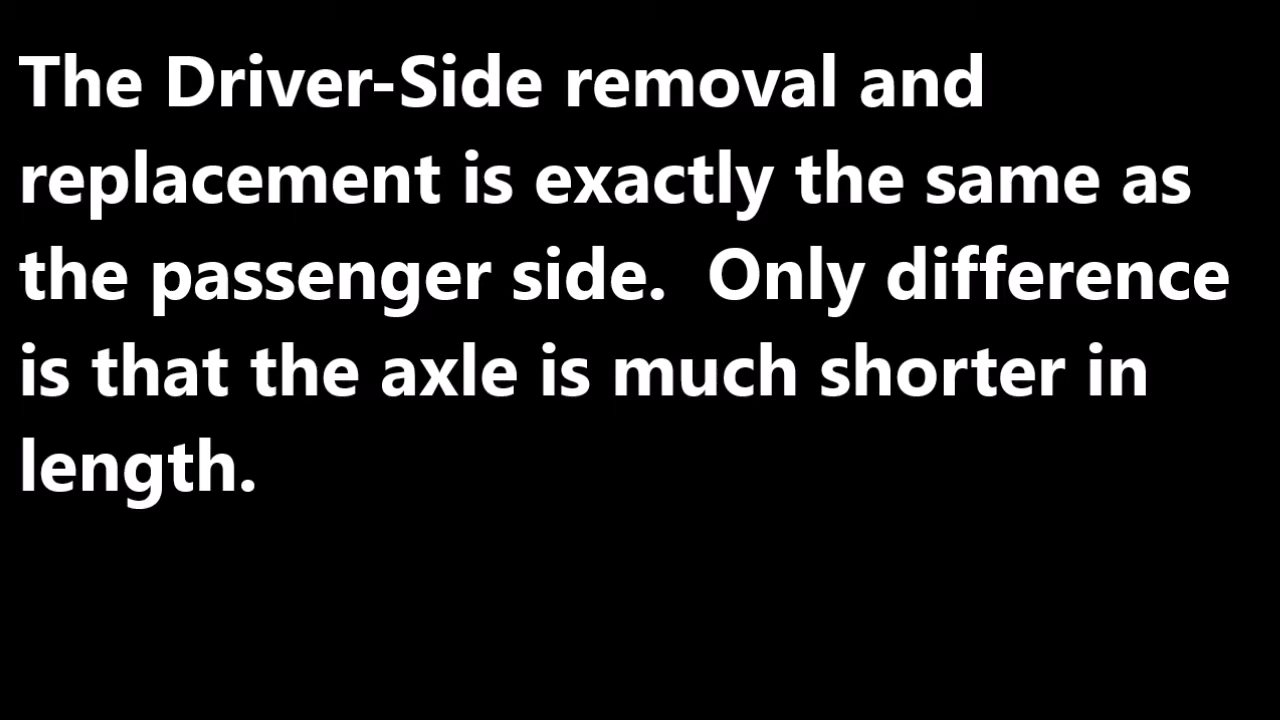 The Driver-Side removal and
replacement is exactly the same as
the passenger side.  Only difference
is that the axle is much shorter in
length.